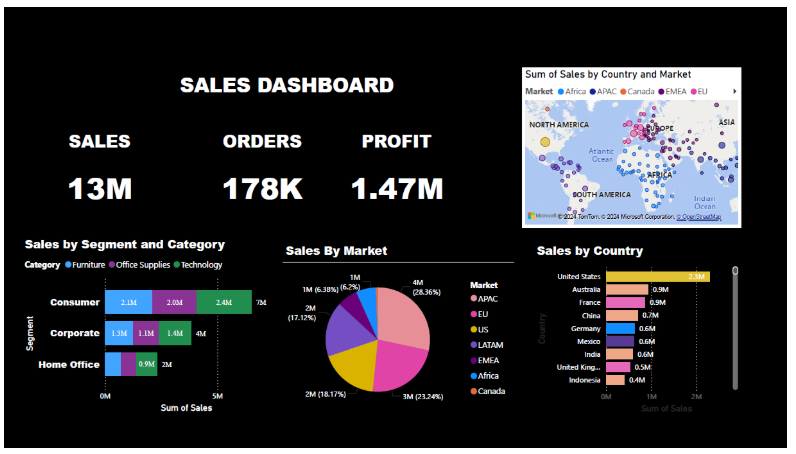 SALES DASHBOARD
SALES ORDERS PROFIT
13M 178K 1.47M
Sum of Sales by Country and Market
Market Africa APAC Canada EMEA EU
NORTH AMERICA
EUROPE
ASIA
Atlantic
Ocean
AFRICA
SOUTH AMERICA
Indian
Ocean
Microsoft
© 2024 TomTom, © 2024 Microsoft Corporation, © OpenStreetMap
Sales by Segment and Category
Category Furniture Office Supplies Technology
Segment
Consumer 2.1M 2.0M 2.4M 7M
Corporate 1.3M 1.1M 1.4M 4M
Home Office 0.9M 2M
0M 5M
Sum of Sales
Sales By Market
1M
(6.2%)
1M (6.38%)
4M
(28.36%)
2M
(17.12%)
2M (18.17%)
3M (23.24%)
Market
APAC
EU
US
LATAM
EMEA
Africa
Canada
Sales by Country
Country
United States 2.3M
Australia 0.9M
France 0.9M
China 0.7M
Germany 0.6M
Mexico 0.6M
India 0.6M
United King... 0.5M
Indonesia 0.4M
0M 1M 2M
Sum of Sales